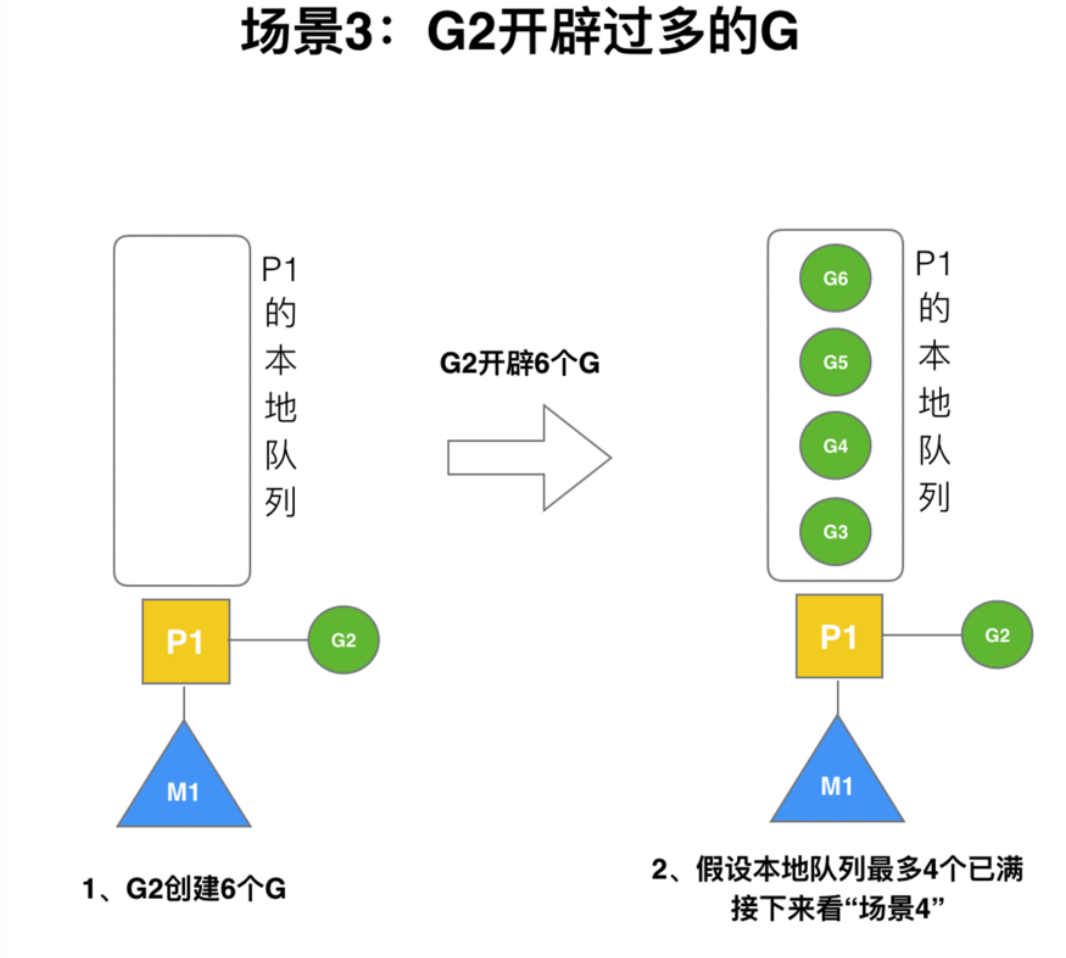 场景3：G2开辟过多的G
P1
的
本
地
队
列
G2开辟6个G
G6
G5
G4
G3
P1
的
本
地
队
列
P1
G2
M1
P1
G2
M1
1、G2创建6个G
2、假设本地队列最多4个已满
接下来看“场景4”